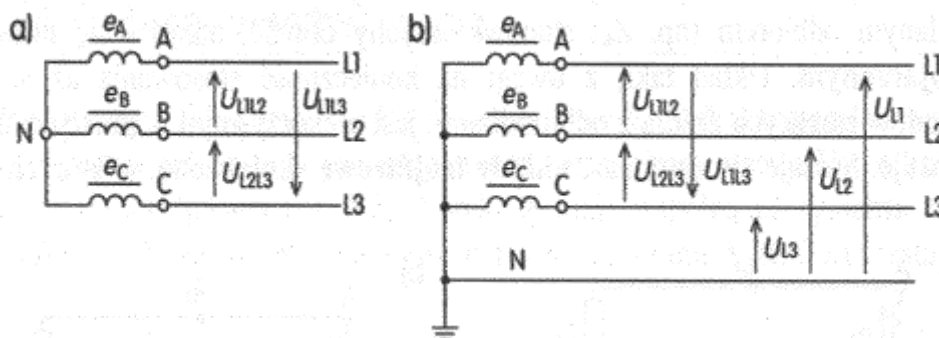 a)
e_A
A
L1
e_B
U_L1L2
U_L1L3
N
B
L2
e_C
U_L2L3
C
L3
b)
e_A
A
L1
e_B
U_L1L2
U_L1
B
L2
e_C
U_L2L3
U_L1L3
U_L2
C
L3
N
U_L3